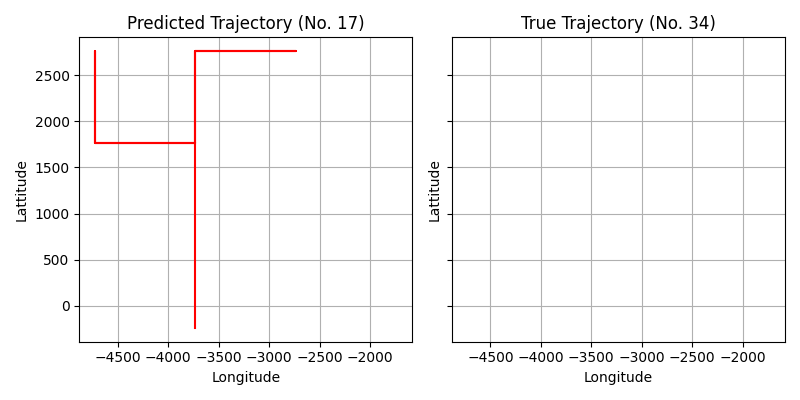 Predicted Trajectory (No. 17)
True Trajectory (No. 34)
Lattitude
2500
2000
1500
1000
500
0
−4500 −4000 −3500 −3000 −2500 −2000
Longitude
Lattitude
−4500 −4000 −3500 −3000 −2500 −2000
Longitude